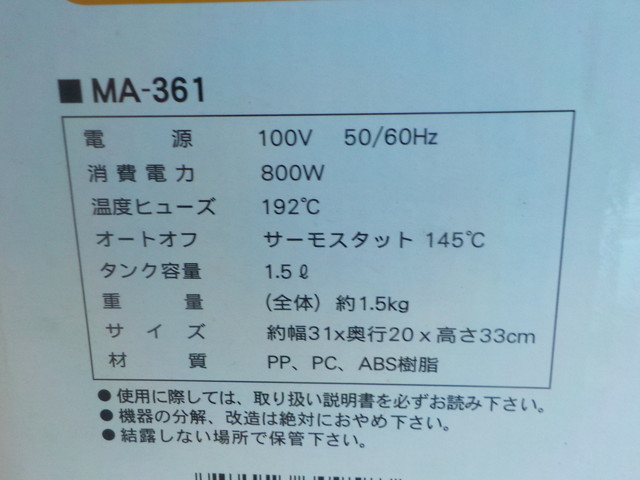 ■ MA-361
電源 100V 50/60Hz
消費電力 800W
温度ヒューズ 192℃
オートオフ サーモスタット 145℃
タンク容量 1.5ℓ
重量 (全体) 約1.5kg
サイズ 約幅31x奥行20x高さ33cm
材質 PP、PC、ABS樹脂
●使用に際しては、取り扱い説明書を必ずお読み下さい。
●機器の分解、改造は絶対におやめ下さい。
●結露しない場所で保管下さい。